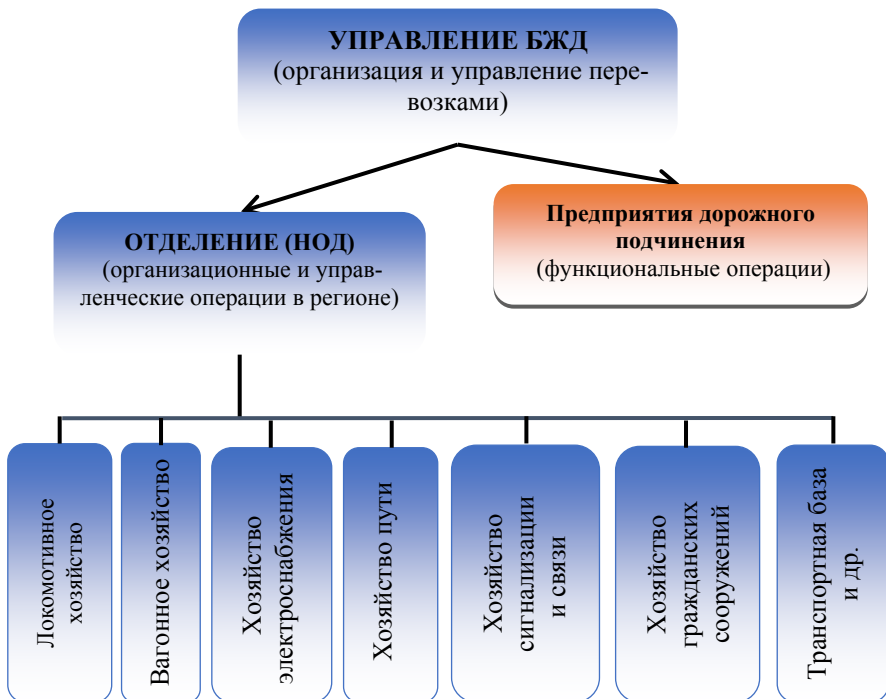 УПРАВЛЕНИЕ БЖД
(организация и управление пере-
возками)
ОТДЕЛЕНИЕ (НОД)
(организационные и управ-
ленческие операции в регионе)
Предприятия дорожного
подчинения
(функциональные операции)
Локомотивное
хозяйство
Вагонное хозяйство
Хозяйство
электроснабжения
Хозяйство пути
Хозяйство
сигнализации
и связи
Хозяйство
гражданских
сооружений
Транспортная база
и др.